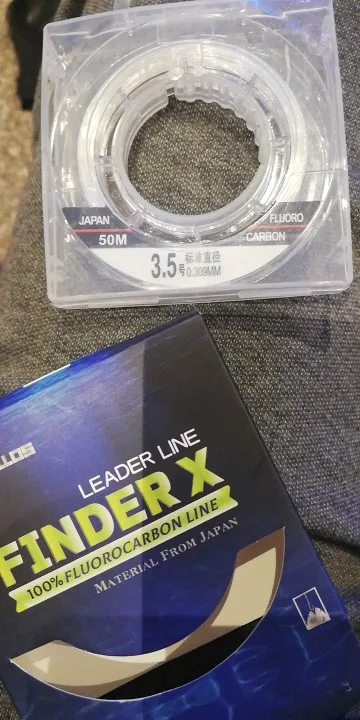 JAPAN
FLUORO
50M
CARBON
3.5号
标准直径
0.309MM
LEADER LINE
FINDER X
100% FLUOROCARBON LINE
MATERIAL FROM JAPAN